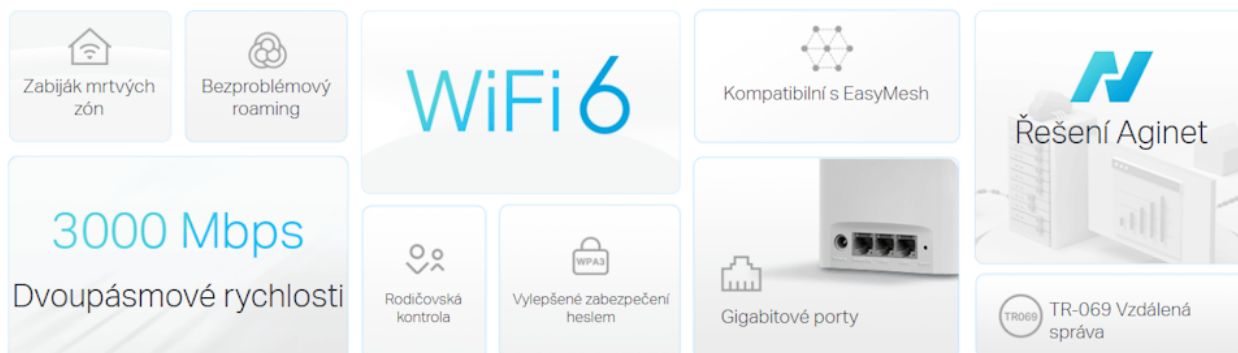 Zabiják mrtvých
zón
Bezproblémový
roaming
3000 Mbps
Dvoupásmové rychlosti
WiFi 6
Rodičovská
kontrola
WPA3
Vylepšené zabezpečení
heslem
Kompatibilní s EasyMesh
Gigabitové porty
Řešení Aginet
TR069
TR-069 Vzdálená
správa